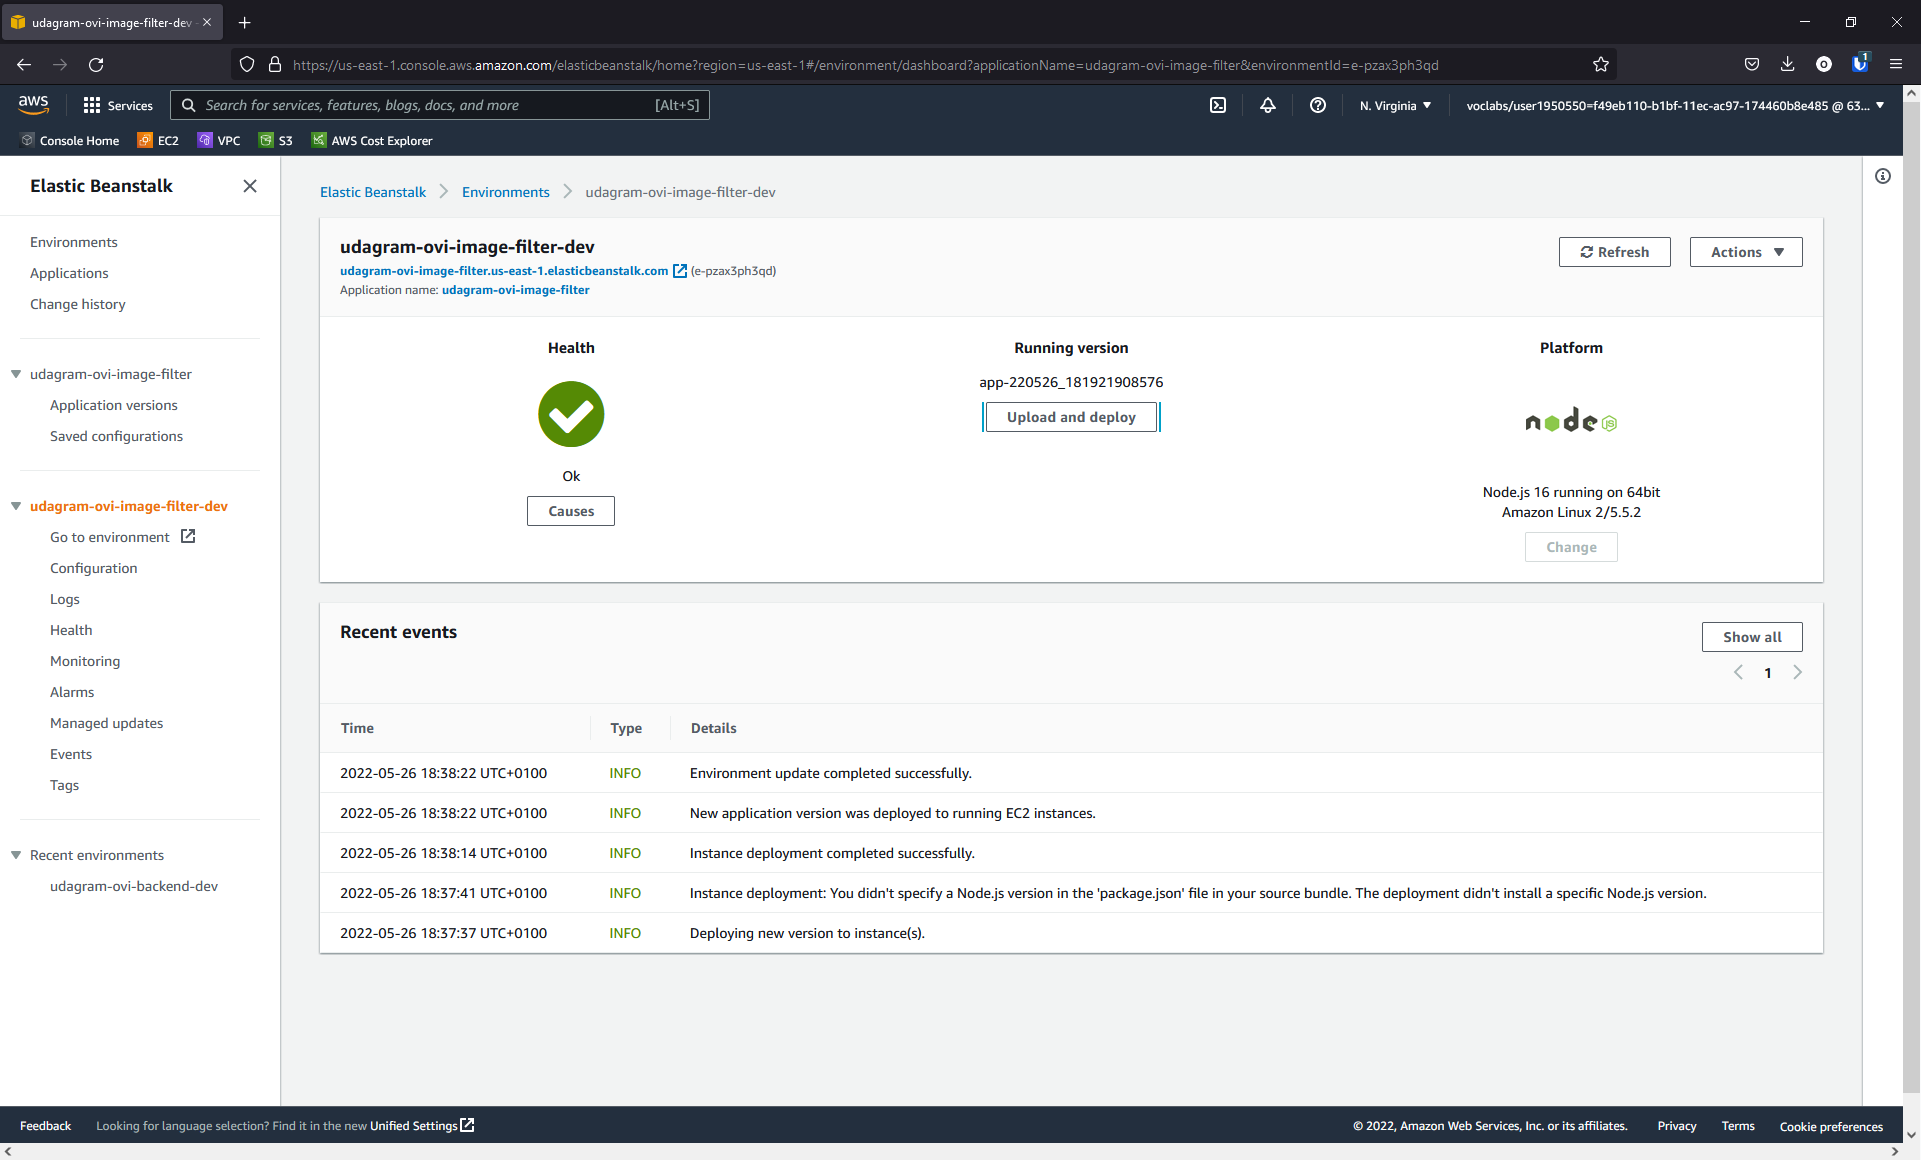 udagram-ovi-image-filter-dev -
https://us-east-1.console.aws.amazon.com/elasticbeanstalk/home?region=us-east-1#/environment/dashboard?applicationName=udagram-ovi-image-filter&environmentId=e-pzax3ph3qd
O
1
aws
Services
Search for services, features, blogs, docs, and more [Alt+S]
N. Virginia
voclabs/user1950550=f49eb110-b1bf-11ec-ac97-174460b8e485 @ 63...
Console Home
EC2
VPC
S3
AWS Cost Explorer
Elastic Beanstalk
Environments
Applications
Change history
udagram-ovi-image-filter
Application versions
Saved configurations
udagram-ovi-image-filter-dev
Go to environment
Configuration
Logs
Health
Monitoring
Alarms
Managed updates
Events
Tags
Recent environments
udagram-ovi-backend-dev
Elastic Beanstalk
Environments
udagram-ovi-image-filter-dev
udagram-ovi-image-filter-dev
udagram-ovi-image-filter.us-east-1.elasticbeanstalk.com (e-pzax3ph3qd)
Application name: udagram-ovi-image-filter
Refresh
Actions
Health
Ok
Causes
Running version
app-220526_181921908576
Upload and deploy
Platform
node JS
Node.js 16 running on 64bit
Amazon Linux 2/5.5.2
Change
Recent events
Show all
1
Time Type Details
2022-05-26 18:38:22 UTC+0100 INFO Environment update completed successfully.
2022-05-26 18:38:22 UTC+0100 INFO New application version was deployed to running EC2 instances.
2022-05-26 18:38:14 UTC+0100 INFO Instance deployment completed successfully.
2022-05-26 18:37:41 UTC+0100 INFO Instance deployment: You didn't specify a Node.js version in the 'package.json' file in your source bundle. The deployment didn't install a specific Node.js version.
2022-05-26 18:37:37 UTC+0100 INFO Deploying new version to instance(s).
Feedback
Looking for language selection? Find it in the new Unified Settings
© 2022, Amazon Web Services, Inc. or its affiliates.
Privacy
Terms
Cookie preferences